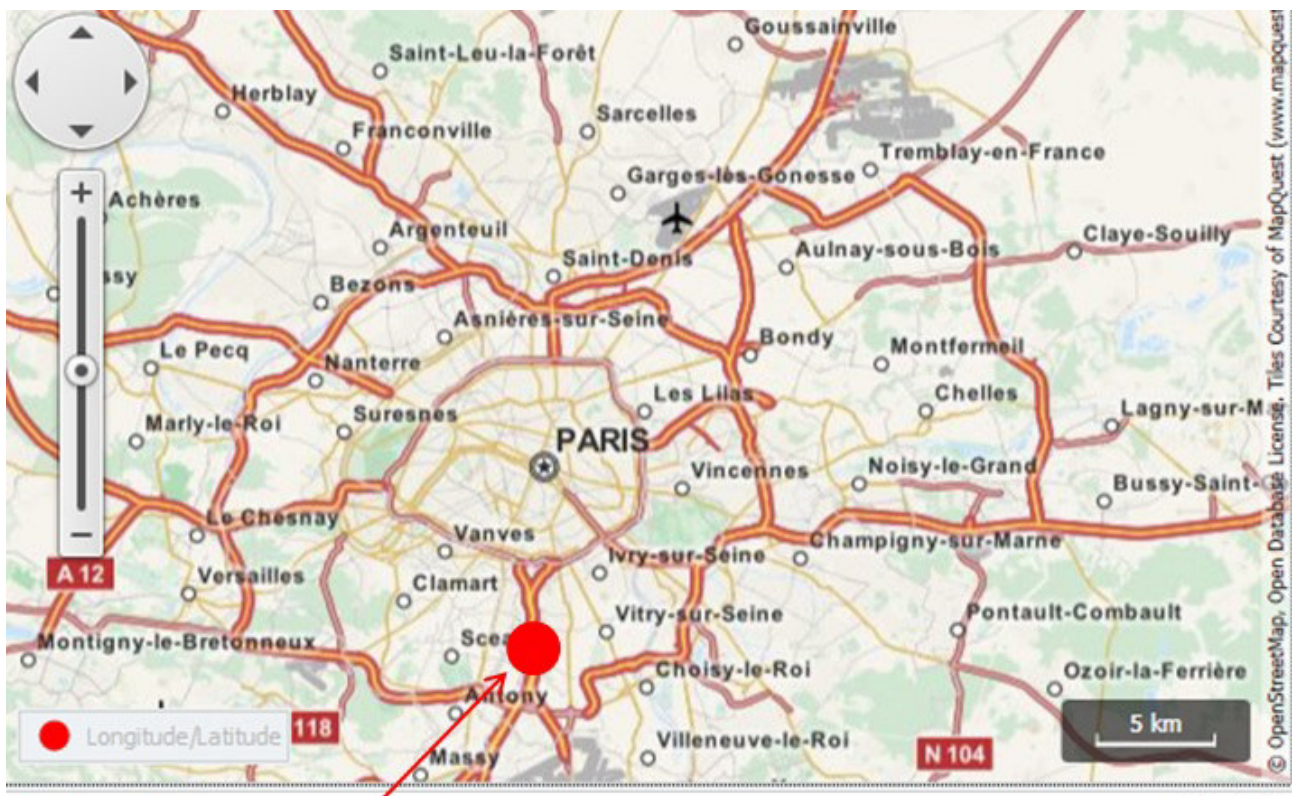 Goussainville
Saint-Leu-la-Forêt
Herblay
Sarcelles
Franconville
Tremblay-en-France
Garges-lès-Gonesse
+
Achères
Argenteuil
Claye-Souilly
Saint-Denis
Aulnay-sous-Bois
ssy
Bezons
Asnières-sur-Seine
Bondy
Le Pecq
Nanterre
Montfermeil
Les Lilas
Chelles
Suresnes
Lagny-sur-M
Marly-le-Roi
PARIS
Vincennes
Noisy-le-Grand
Bussy-Saint-G
Le Chesnay
Vanves
−
Ivry-sur-Seine
Champigny-sur-Marne
A 12
Versailles
Clamart
Vitry-sur-Seine
Pontault-Combault
Montigny-le-Bretonneux
Scea
Choisy-le-Roi
Ozoir-la-Ferrière
Antony
5 km
118
Longitude/Latitude
Villeneuve-le-Roi
N 104
Massy
© OpenStreetMap, Open Database License. Tiles Courtesy of MapQuest (www.mapquest